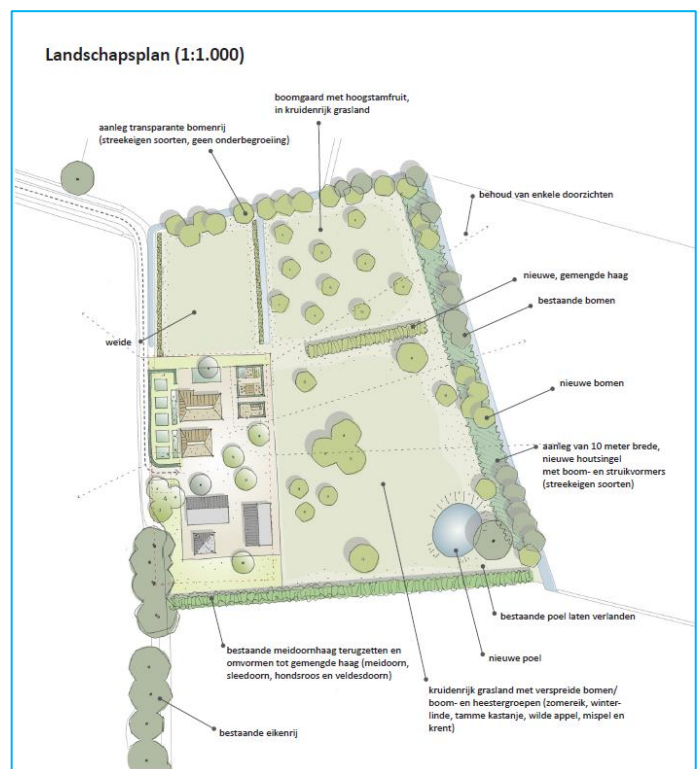 Landschapsplan (1:1.000)
boomgaard met hoogstamfruit,
in kruidenrijk grasland
aanleg transparante bomenrij
(streekeigen soorten, geen onderbegroeiing)
behoud van enkele doorzichten
nieuwe, gemengde haag
bestaande bomen
weide
nieuwe bomen
aanleg van 10 meter brede,
nieuwe houtsingel
met boom- en struikvormers
(streekeigen soorten)
bestaande poel laten verlanden
bestaande meidoornhaag terugzetten en
omvormen tot gemengde haag (meidoorn,
sleedoorn, hondsroos en veldesdoorn)
nieuwe poel
kruidenrijk grasland met verspreide bomen/
boom- en heestergroepen (zomereik, winter-
linde, tamme kastanje, wilde appel, mispel en
krent)
bestaande eikenrij